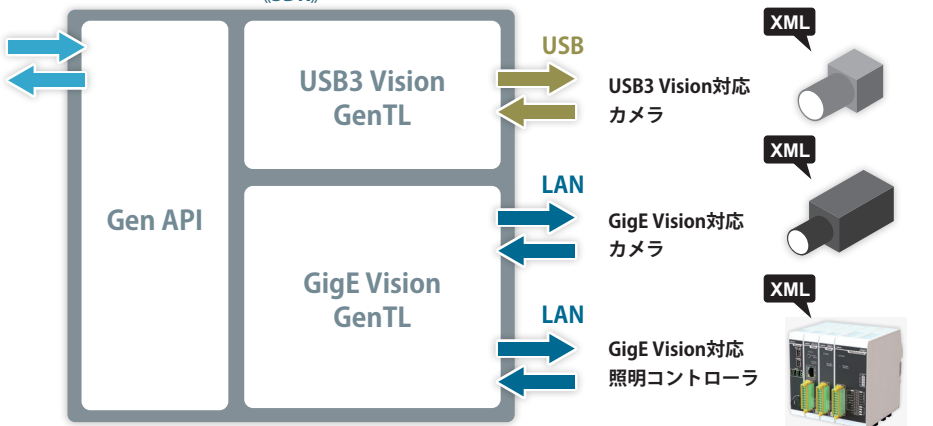 《SDK》
Gen API
USB3 Vision
GenTL
USB
USB3 Vision対応
カメラ
XML
GigE Vision
GenTL
LAN
GigE Vision対応
カメラ
XML
LAN
GigE Vision対応
照明コントローラ
XML